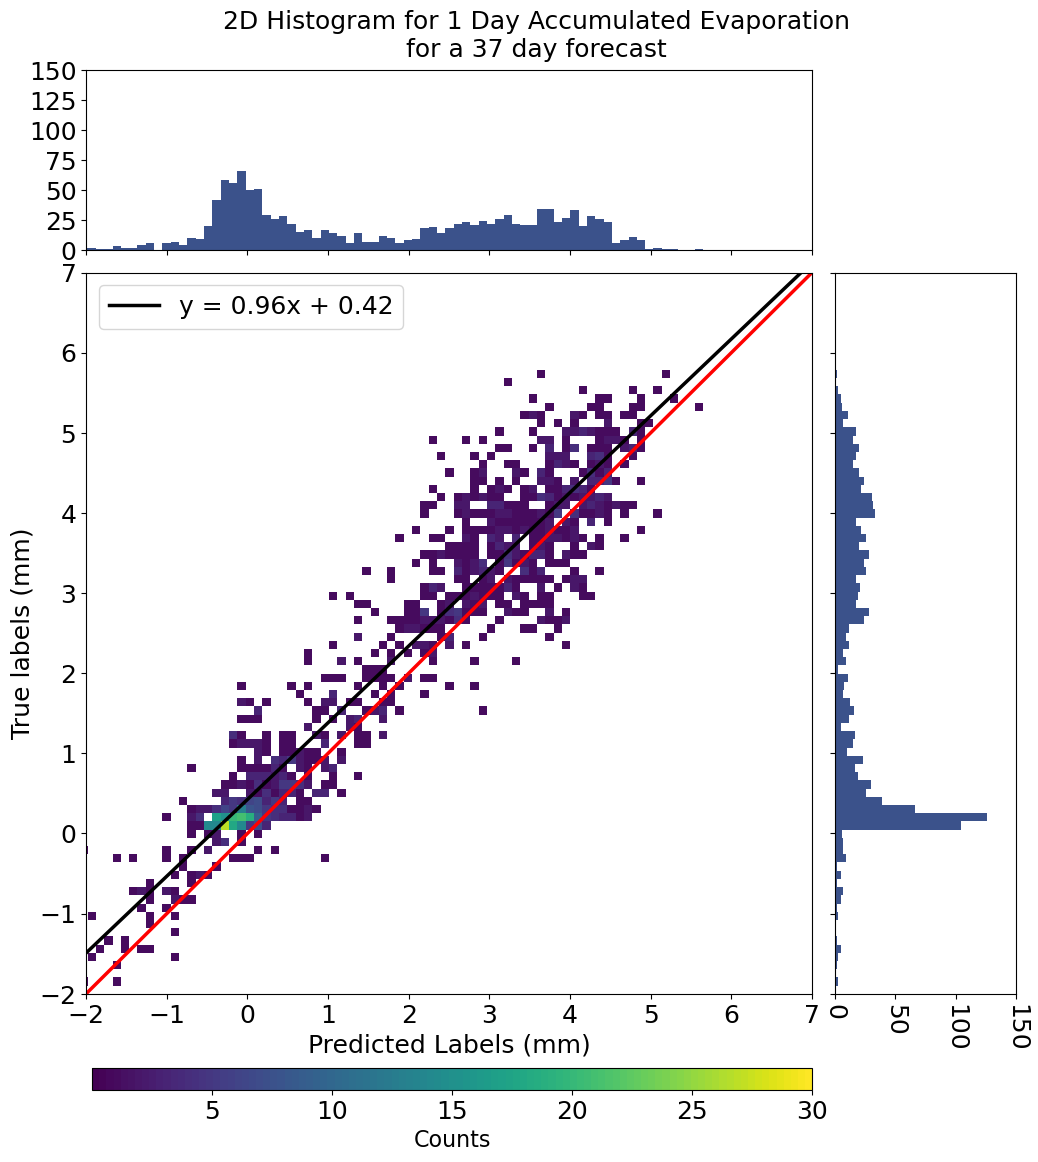 2D Histogram for 1 Day Accumulated Evaporation
for a 37 day forecast
150
125
100
75
50
25
0
7
6
5
4
3
2
1
0
−1
−2
True labels (mm)
y = 0.96x + 0.42
−2 −1 0 1 2 3 4 5 6 7
Predicted Labels (mm)
0 50 100 150
5 10 15 20 25 30
Counts